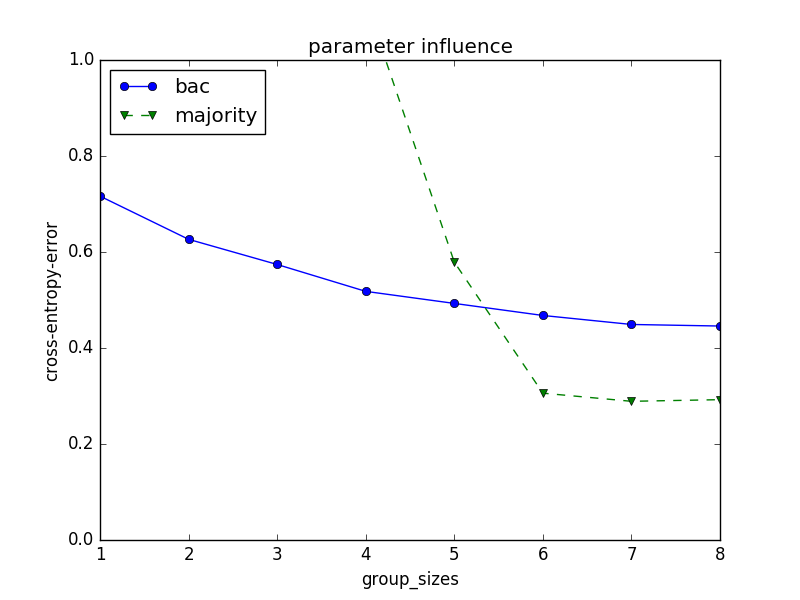 parameter influence
bac
majority
1.0
0.8
0.6
0.4
0.2
0.0
cross-entropy-error
1 2 3 4 5 6 7 8
group_sizes